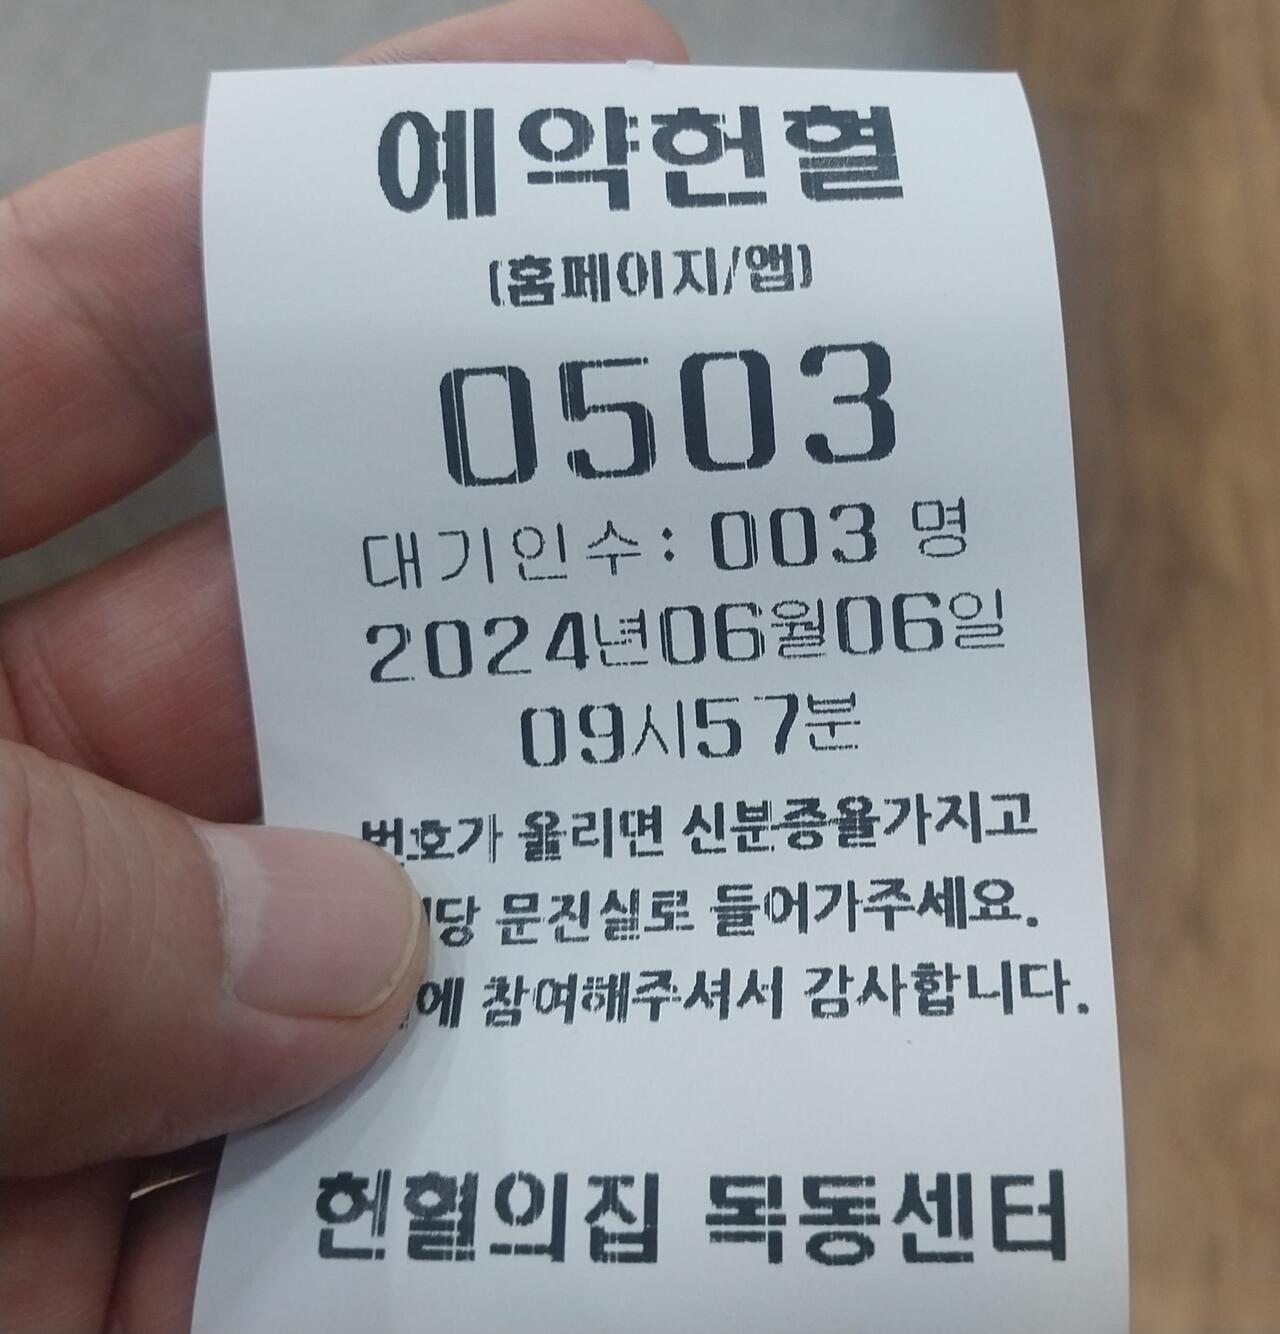 예약헌혈
(홈페이지/앱)
0503
대기인수: 003 명
2024년06월06일
09시57분
번호가 울리면 신분증을가지고
당 문진실로 들어가주세요.
에 참여해주셔서 감사합니다.
헌혈의집 목동센터